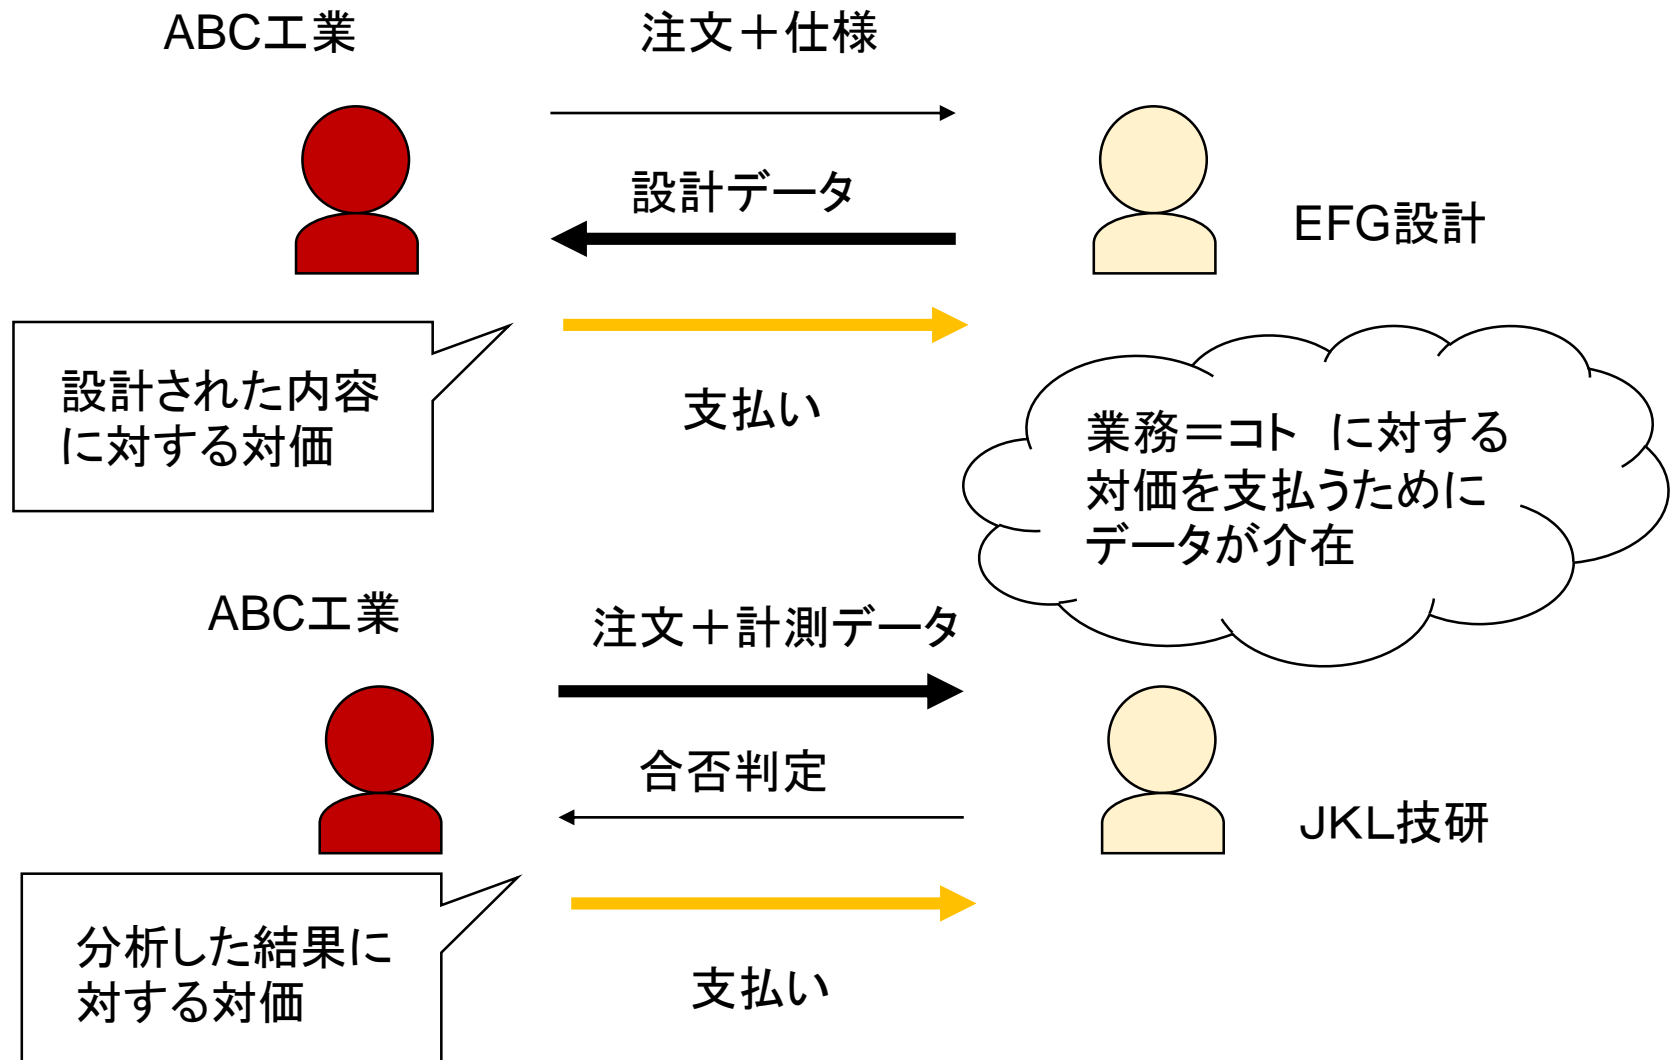 ABC工業
注文＋仕様
設計データ
EFG設計
設計された内容
に対する対価
支払い
業務＝コト　に対する
対価を支払うために
データが介在
ABC工業
注文＋計測データ
合否判定
JKL技研
分析した結果に
対する対価
支払い